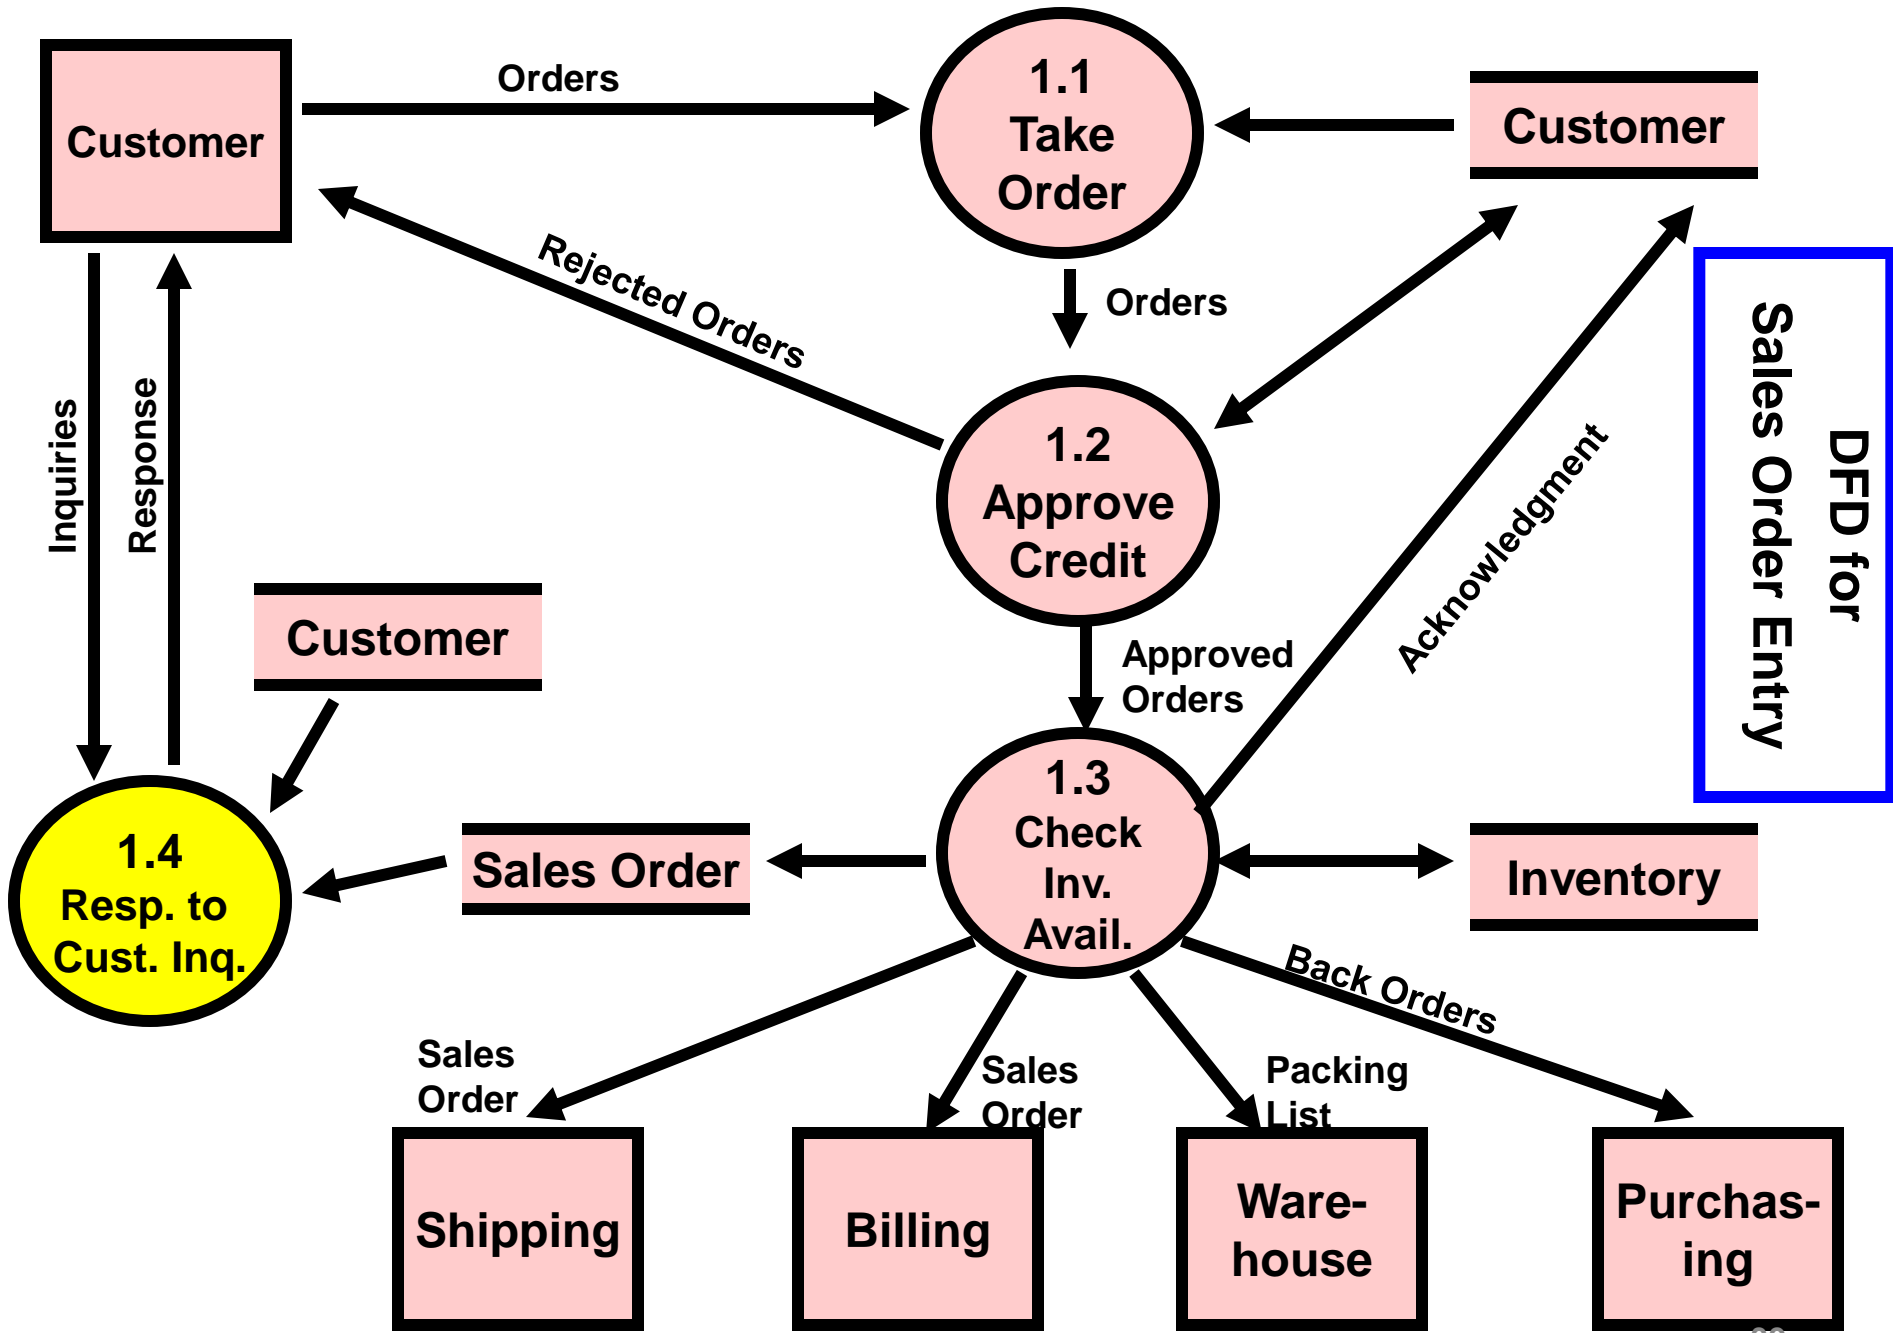 Orders
1.1
Take
Order
Customer
Customer
Rejected Orders
Orders
DFD for
Sales Order Entry
Inquiries
Response
1.2
Approve
Credit
Acknowledgment
Customer
Approved
Orders
1.3
Check
Inv.
Avail.
1.4
Resp. to
Cust. Inq.
Sales Order
Inventory
Back Orders
Sales
Order
Sales
Order
Packing
List
Shipping
Billing
Ware-
house
Purchas-
ing